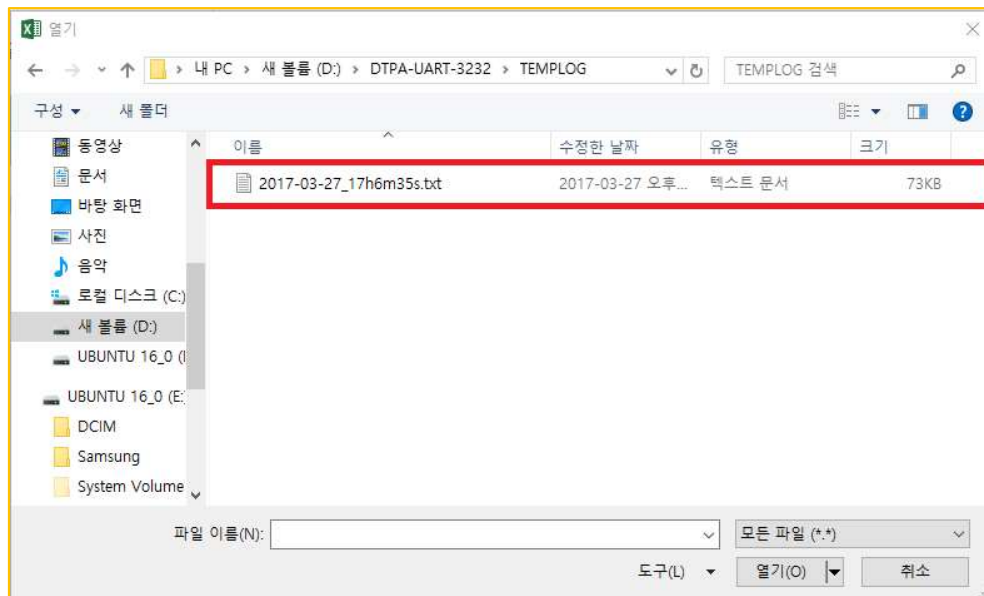 열기
내 PC > 새 볼륨 (D:) > DTPA-UART-3232 > TEMPLOG
TEMPLOG 검색
구성 새 폴더
이름 수정한 날짜 유형 크기
2017-03-27_17h6m35s.txt 2017-03-27 오후... 텍스트 문서 73KB
동영상
문서
바탕 화면
사진
음악
로컬 디스크 (C:)
새 볼륨 (D:)
UBUNTU 16_0 (
UBUNTU 16_0 (E:
DCIM
Samsung
System Volume
파일 이름(N):
모든 파일 (*.*)
도구(L) 열기(O) 취소